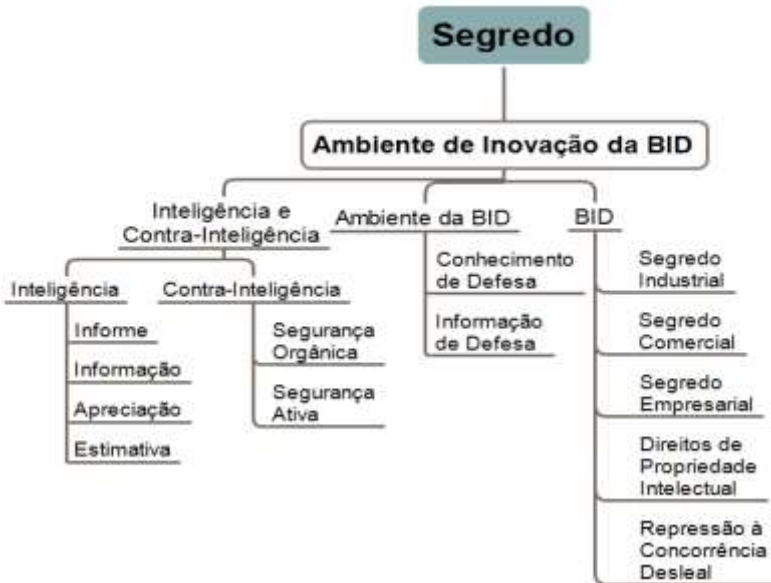 Segredo
Ambiente de Inovação da BID
Inteligência e
Contra-Inteligência
Inteligência
Informe
Informação
Apreciação
Estimativa
Contra-Inteligência
Segurança
Orgânica
Segurança
Ativa
Ambiente da BID
Conhecimento
de Defesa
Informação
de Defesa
BID
Segredo
Industrial
Segredo
Comercial
Segredo
Empresarial
Direitos de
Propriedade
Intelectual
Repressão à
Concorrência
Desleal